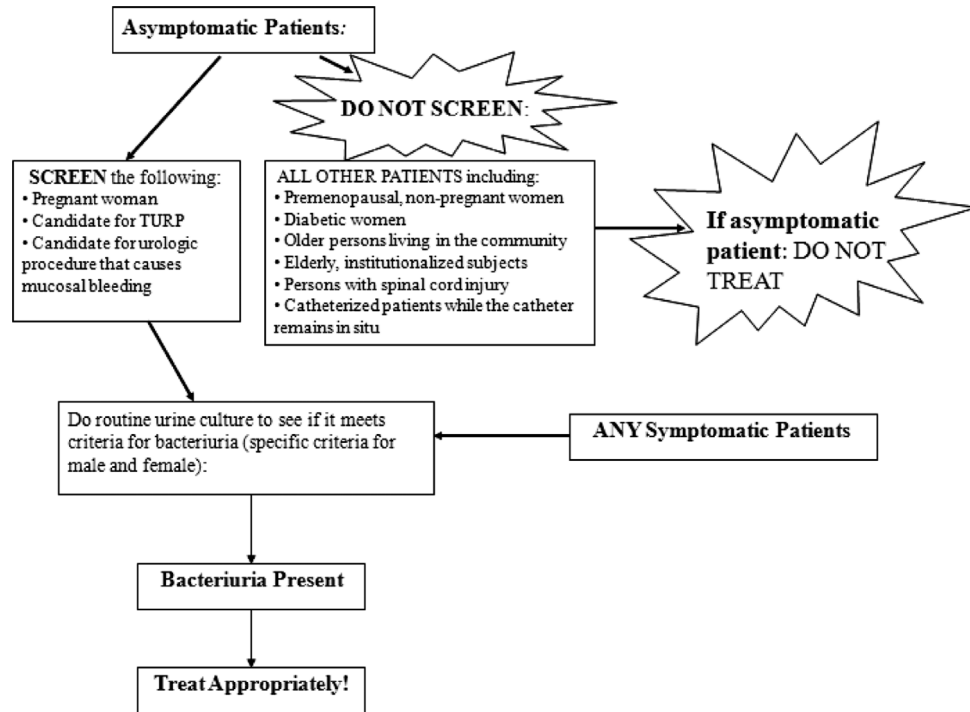 Asymptomatic Patients:
DO NOT SCREEN:
SCREEN the following:
• Pregnant woman
• Candidate for TURP
• Candidate for urologic
procedure that causes
mucosal bleeding
ALL OTHER PATIENTS including:
• Premenopausal, non-pregnant women
• Diabetic women
• Older persons living in the community
• Elderly, institutionalized subjects
• Persons with spinal cord injury
• Catheterized patients while the catheter
remains in situ
If asymptomatic
patient: DO NOT
TREAT
Do routine urine culture to see if it meets
criteria for bacteriuria (specific criteria for
male and female):
ANY Symptomatic Patients
Bacteriuria Present
Treat Appropriately!